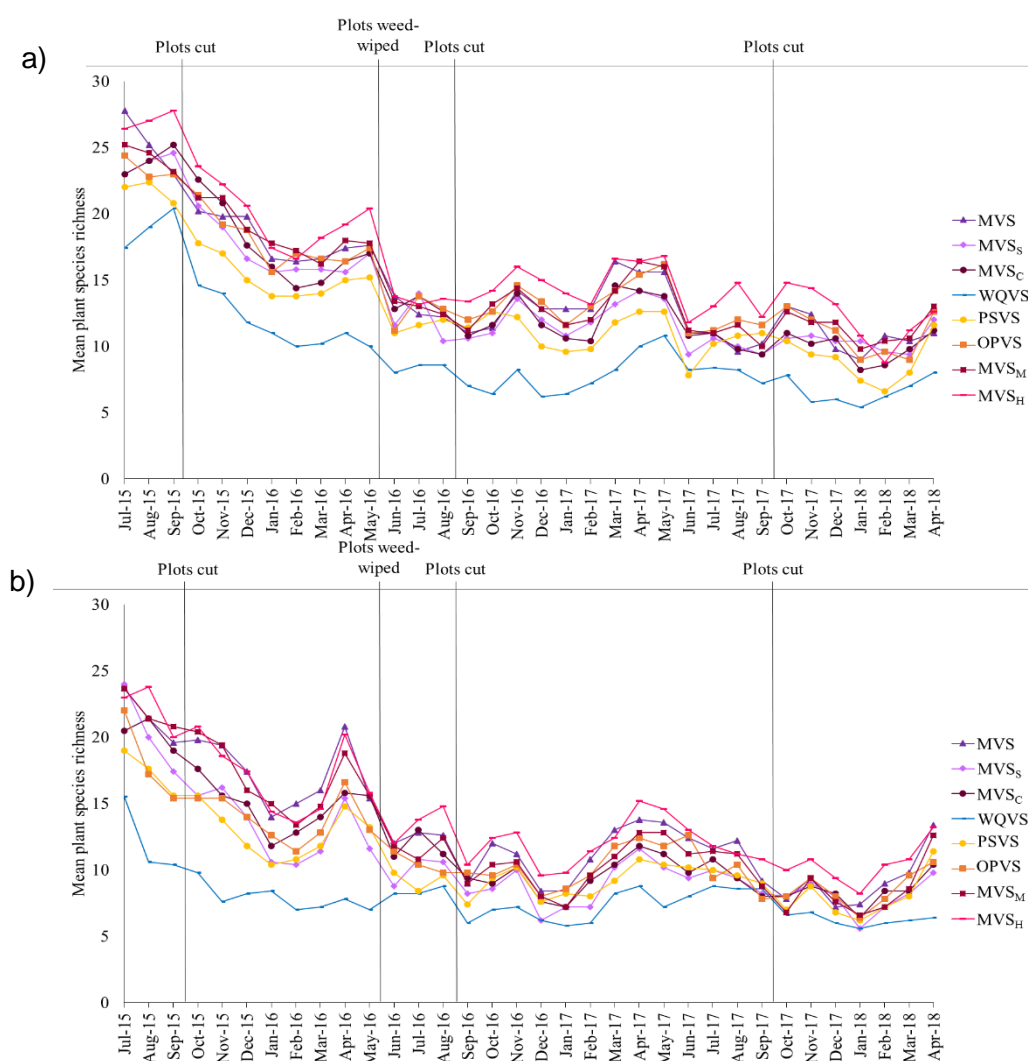 a)
Plots cut
Plots weed-
wiped
Plots cut
Plots cut
Mean plant species richness
30
25
20
15
10
5
0
Jul-15
Aug-15
Sep-15
Oct-15
Nov-15
Dec-15
Jan-16
Feb-16
Mar-16
Apr-16
May-16
Jun-16
Jul-16
Aug-16
Sep-16
Oct-16
Nov-16
Dec-16
Jan-17
Feb-17
Mar-17
Apr-17
May-17
Jun-17
Jul-17
Aug-17
Sep-17
Oct-17
Nov-17
Dec-17
Jan-18
Feb-18
Mar-18
Apr-18
MVS
MVSS
MVSC
WQVS
PSVS
OPVS
MVSM
MVSH
b)
Plots cut
Plots weed-
wiped
Plots cut
Plots cut
Mean plant species richness
30
25
20
15
10
5
0
Jul-15
Aug-15
Sep-15
Oct-15
Nov-15
Dec-15
Jan-16
Feb-16
Mar-16
Apr-16
May-16
Jun-16
Jul-16
Aug-16
Sep-16
Oct-16
Nov-16
Dec-16
Jan-17
Feb-17
Mar-17
Apr-17
May-17
Jun-17
Jul-17
Aug-17
Sep-17
Oct-17
Nov-17
Dec-17
Jan-18
Feb-18
Mar-18
Apr-18
MVS
MVSS
MVSC
WQVS
PSVS
OPVS
MVSM
MVSH